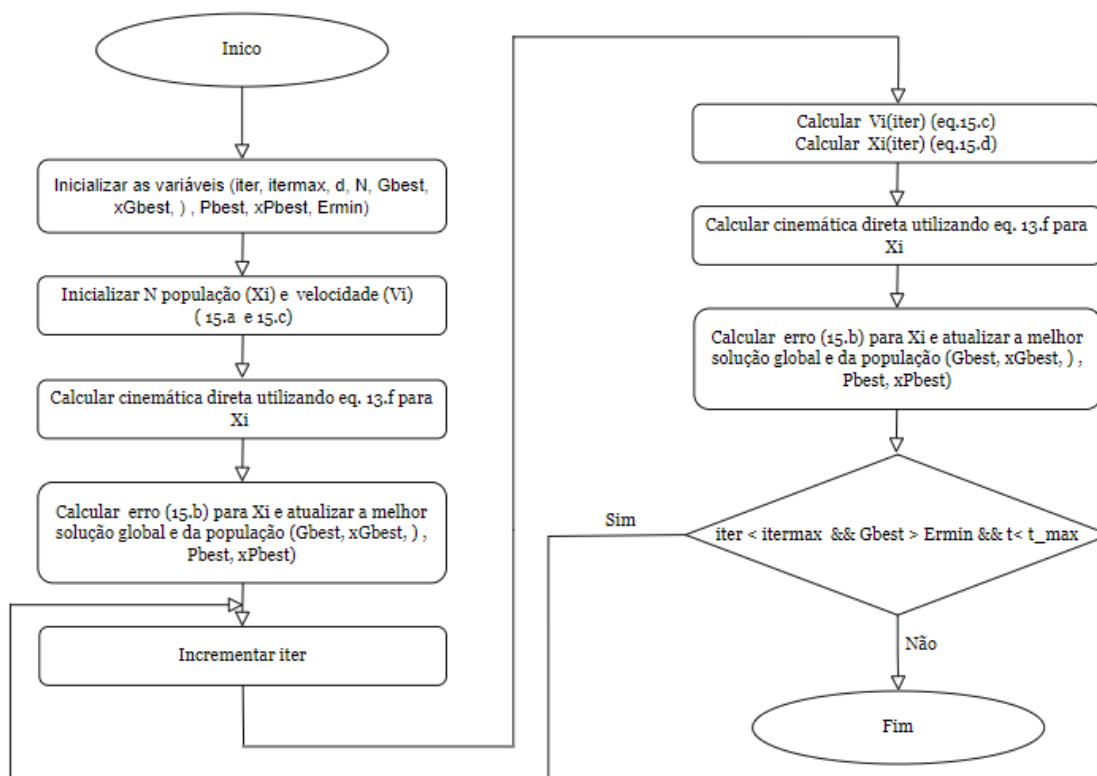 Inico
Inicializar as variáveis (iter, itermax, d, N, Gbest,
xGbest, ) , Pbest, xPbest, Ermin)
Inicializar N população (Xi) e velocidade (Vi)
( 15.a e 15.c)
Calcular cinemática direta utilizando eq. 13.f para
Xi
Calcular erro (15.b) para Xi e atualizar a melhor
solução global e da população (Gbest, xGbest, ) ,
Pbest, xPbest)
Incrementar iter
Calcular Vi(iter) (eq.15.c)
Calcular Xi(iter) (eq.15.d)
Calcular cinemática direta utilizando eq. 13.f para
Xi
Calcular erro (15.b) para Xi e atualizar a melhor
solução global e da população (Gbest, xGbest, ) ,
Pbest, xPbest)
Sim
iter < itermax && Gbest > Ermin && t< t_max
Não
Fim